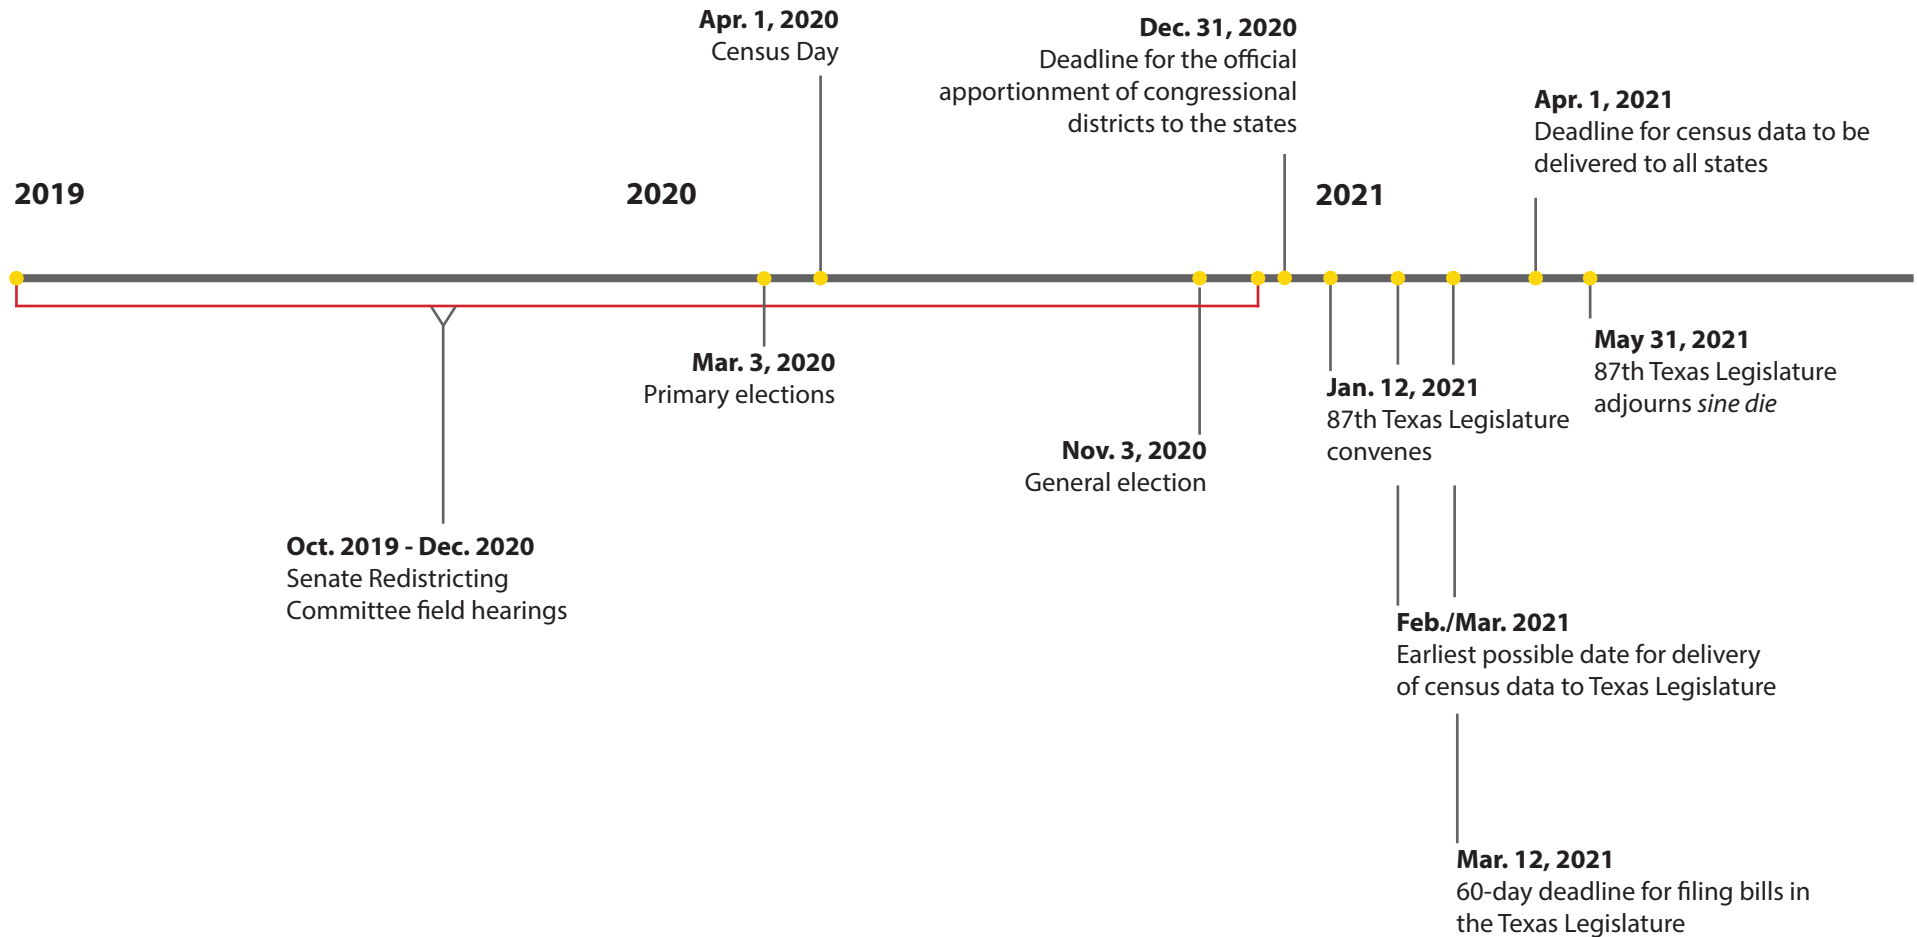 Apr. 1, 2020
Census Day
Dec. 31, 2020
Deadline for the official
apportionment of congressional
districts to the states
Apr. 1, 2021
Deadline for census data to be
delivered to all states
2019
2020
2021
Mar. 3, 2020
Primary elections
Nov. 3, 2020
General election
Jan. 12, 2021
87th Texas Legislature
convenes
May 31, 2021
87th Texas Legislature
adjourns sine die
Oct. 2019 - Dec. 2020
Senate Redistricting
Committee field hearings
Feb./Mar. 2021
Earliest possible date for delivery
of census data to Texas Legislature
Mar. 12, 2021
60-day deadline for filing bills in
the Texas Legislature